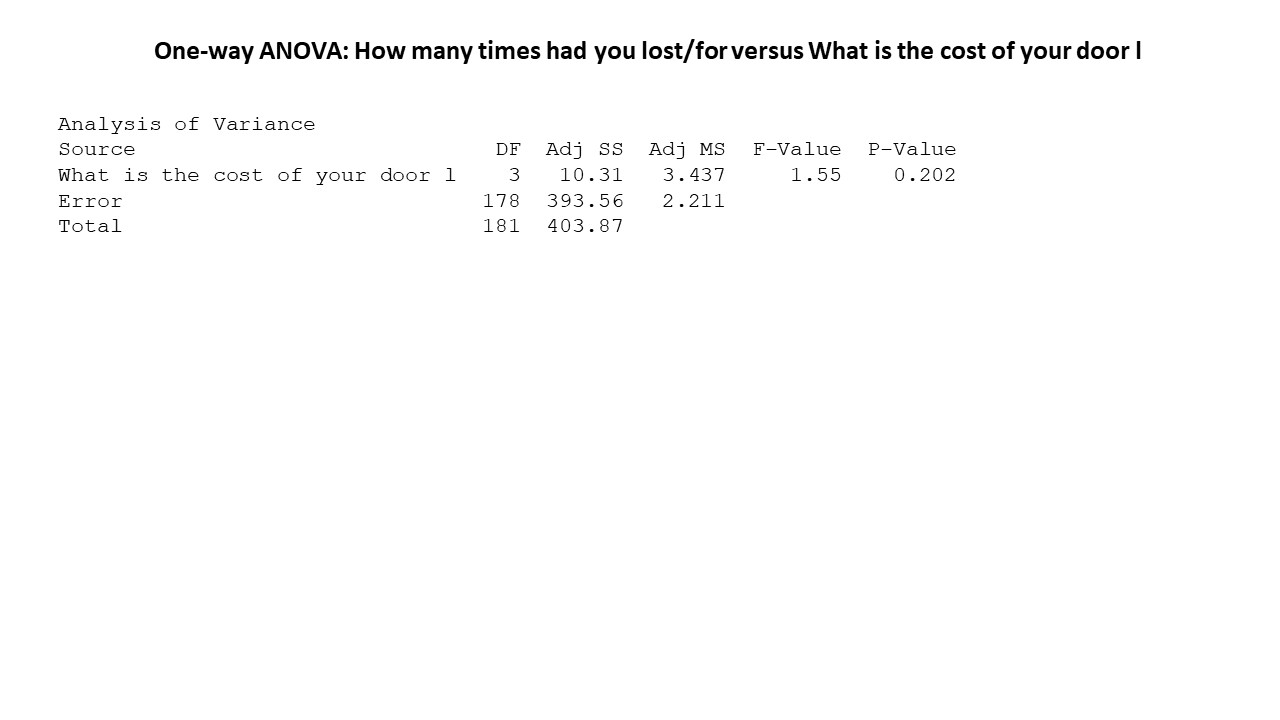 One-way ANOVA: How many times had you lost/for versus What is the cost of your door l
Analysis of Variance
Source DF Adj SS Adj MS F-Value P-Value
What is the cost of your door l 3 10.31 3.437 1.55 0.202
Error 178 393.56 2.211
Total 181 403.87